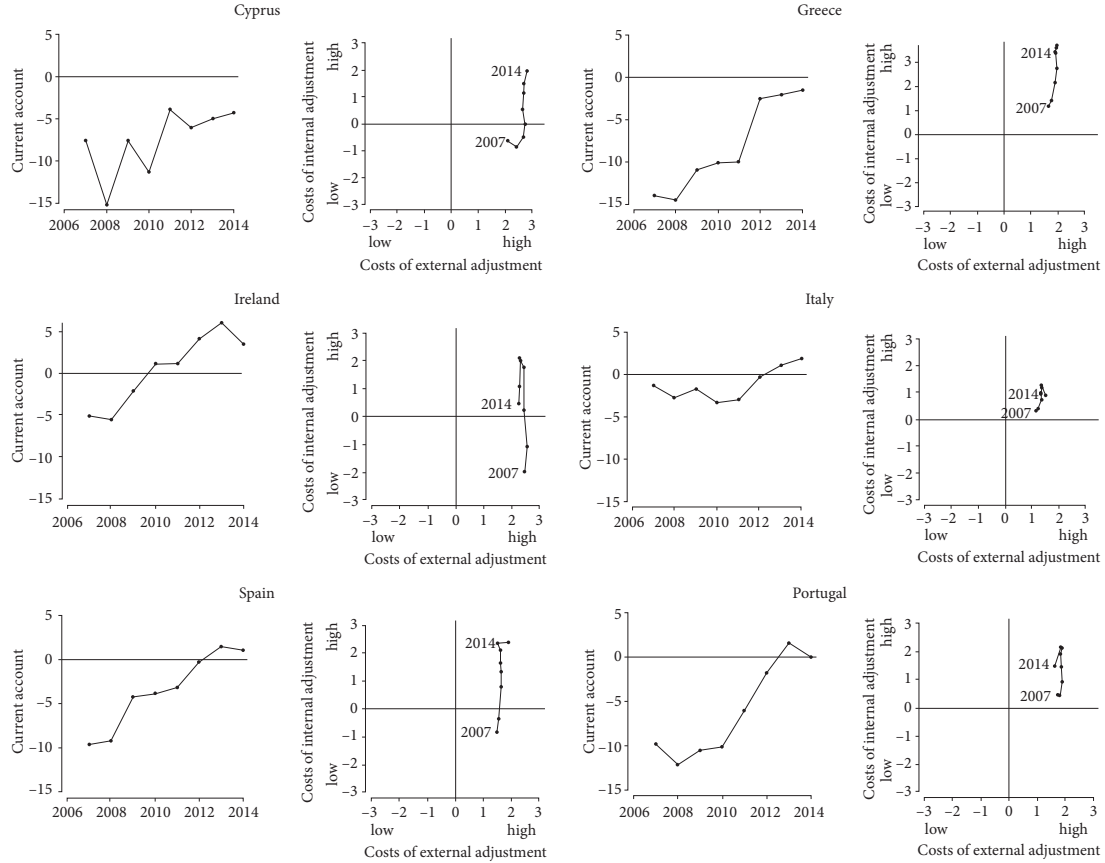 Cyprus
Current account
5
0
−5
−10
−15
2006 2008 2010 2012 2014
Costs of internal adjustment
low high
3
2
1
0
−1
−2
−3
2014
2007
−3 −2 −1 0 1 2 3
low high
Costs of external adjustment
Greece
Current account
5
0
−5
−10
−15
2006 2008 2010 2012 2014
Costs of internal adjustment
low high
3
2
1
0
−1
−2
−3
2014
2007
−3 −2 −1 0 1 2 3
low high
Costs of external adjustment
Ireland
Current account
5
0
−5
−10
−15
2006 2008 2010 2012 2014
Costs of internal adjustment
low high
3
2
1
0
−1
−2
−3
2014
2007
−3 −2 −1 0 1 2 3
low high
Costs of external adjustment
Italy
Current account
5
0
−5
−10
−15
2006 2008 2010 2012 2014
Costs of internal adjustment
low high
3
2
1
0
−1
−2
−3
2014
2007
−3 −2 −1 0 1 2 3
low high
Costs of external adjustment
Spain
Current account
5
0
−5
−10
−15
2006 2008 2010 2012 2014
Costs of internal adjustment
low high
3
2
1
0
−1
−2
−3
2014
2007
−3 −2 −1 0 1 2 3
low high
Costs of external adjustment
Portugal
Current account
5
0
−5
−10
−15
2006 2008 2010 2012 2014
Costs of internal adjustment
low high
3
2
1
0
−1
−2
−3
2014
2007
−3 −2 −1 0 1 2 3
low high
Costs of external adjustment